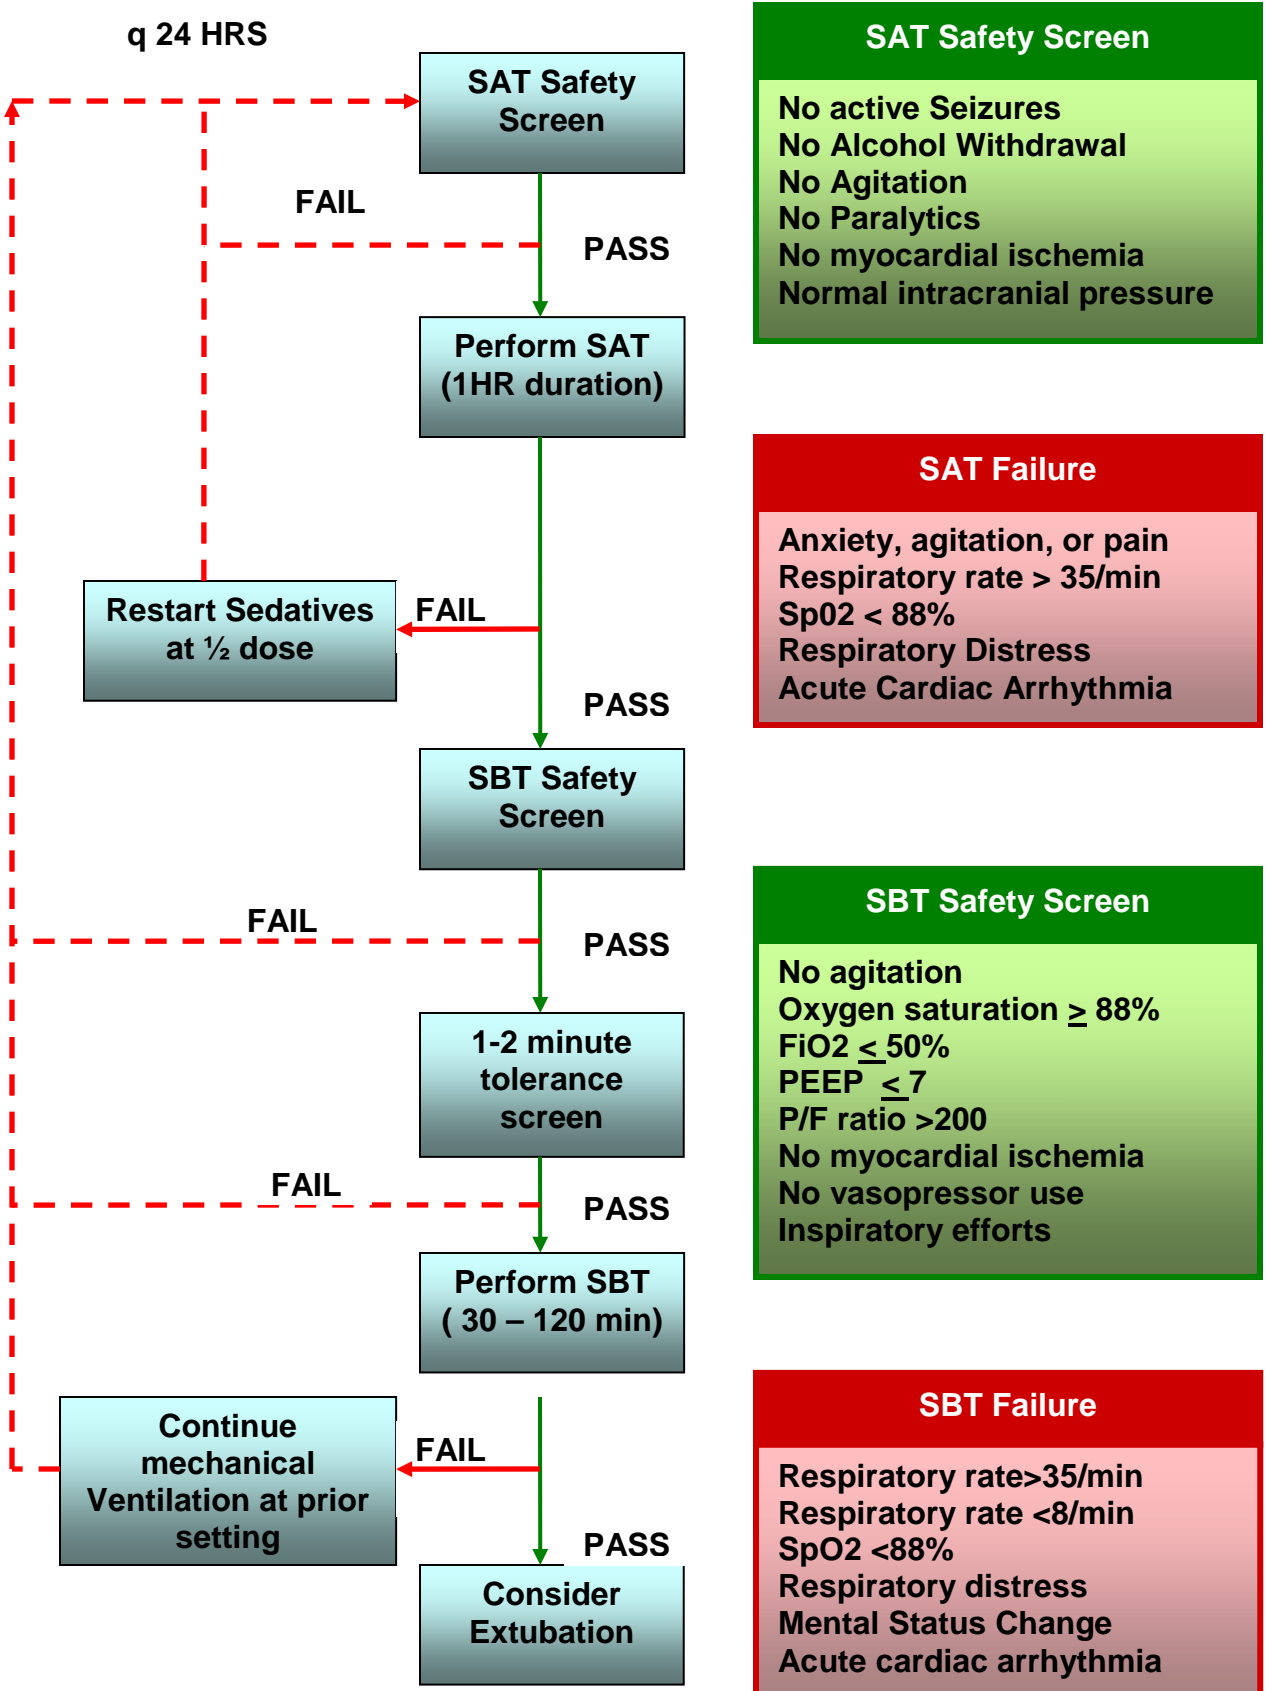 q 24 HRS
SAT Safety
Screen
FAIL
PASS
Perform SAT
(1HR duration)
Restart Sedatives
at ½ dose
FAIL
PASS
SBT Safety
Screen
FAIL
PASS
1-2 minute
tolerance
screen
FAIL
PASS
Perform SBT
( 30 – 120 min)
Continue
mechanical
Ventilation at prior
setting
FAIL
PASS
Consider
Extubation
SAT Safety Screen
No active Seizures
No Alcohol Withdrawal
No Agitation
No Paralytics
No myocardial ischemia
Normal intracranial pressure
SAT Failure
Anxiety, agitation, or pain
Respiratory rate > 35/min
Sp02 < 88%
Respiratory Distress
Acute Cardiac Arrhythmia
SBT Safety Screen
No agitation
Oxygen saturation > 88%
FiO2 < 50%
PEEP < 7
P/F ratio >200
No myocardial ischemia
No vasopressor use
Inspiratory efforts
SBT Failure
Respiratory rate>35/min
Respiratory rate <8/min
SpO2 <88%
Respiratory distress
Mental Status Change
Acute cardiac arrhythmia